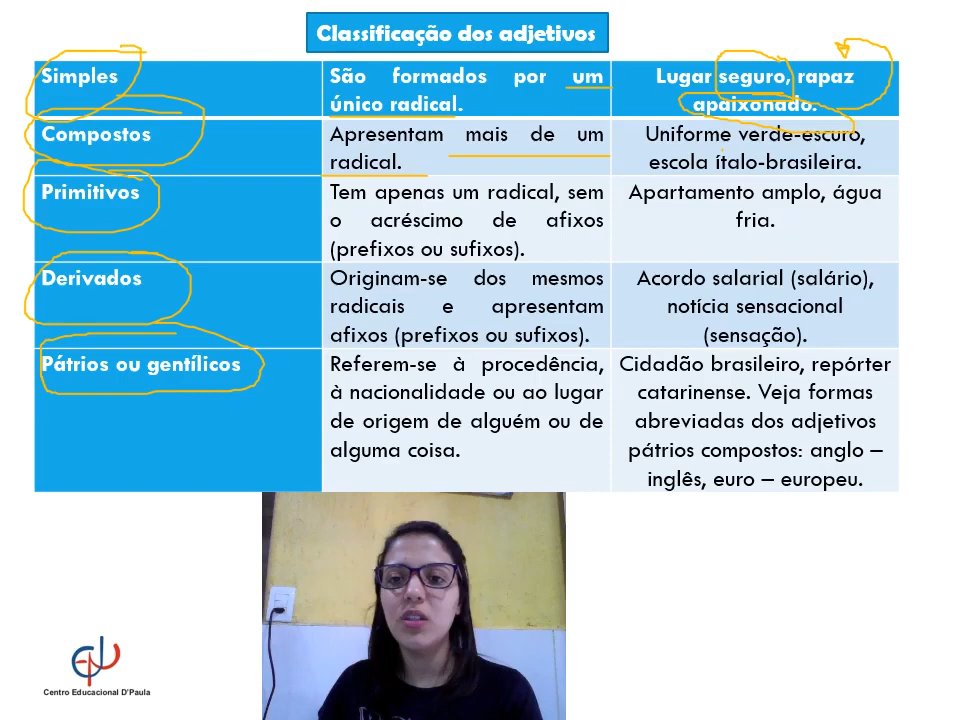 Classificação dos adjetivos
Simples
São formados por um
único radical.
Lugar seguro, rapaz
apaixonado.
Compostos
Apresentam mais de um
radical.
Uniforme verde-escuro,
escola ítalo-brasileira.
Primitivos
Tem apenas um radical, sem
o acréscimo de afixos
(prefixos ou sufixos).
Apartamento amplo, água
fria.
Derivados
Originam-se dos mesmos
radicais e apresentam
afixos (prefixos ou sufixos).
Acordo salarial (salário),
notícia sensacional
(sensação).
Pátrios ou gentílicos
Referem-se à procedência,
à nacionalidade ou ao lugar
de origem de alguém ou de
alguma coisa.
Cidadão brasileiro, repórter
catarinense. Veja formas
abreviadas dos adjetivos
pátrios compostos: anglo –
inglês, euro – europeu.
Centro Educacional D'Paula